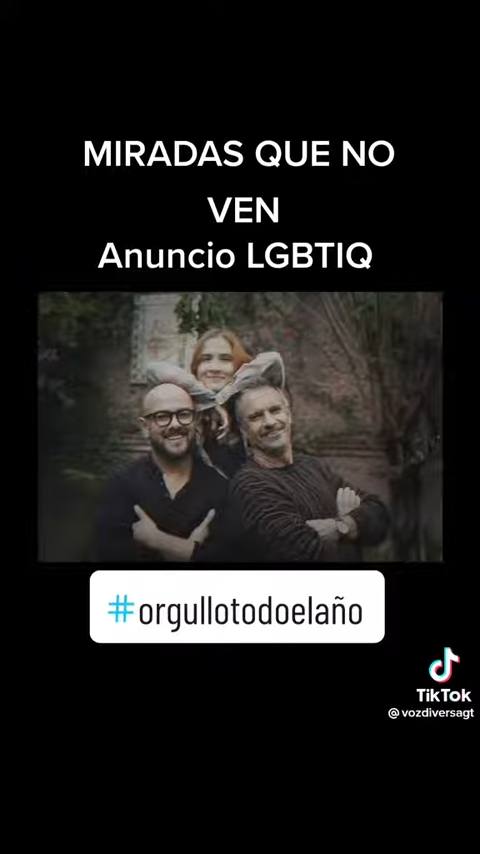 MIRADAS QUE NO
VEN
Anuncio LGBTIQ
#orgullotodoelaño
TikTok
@vozdiversagt